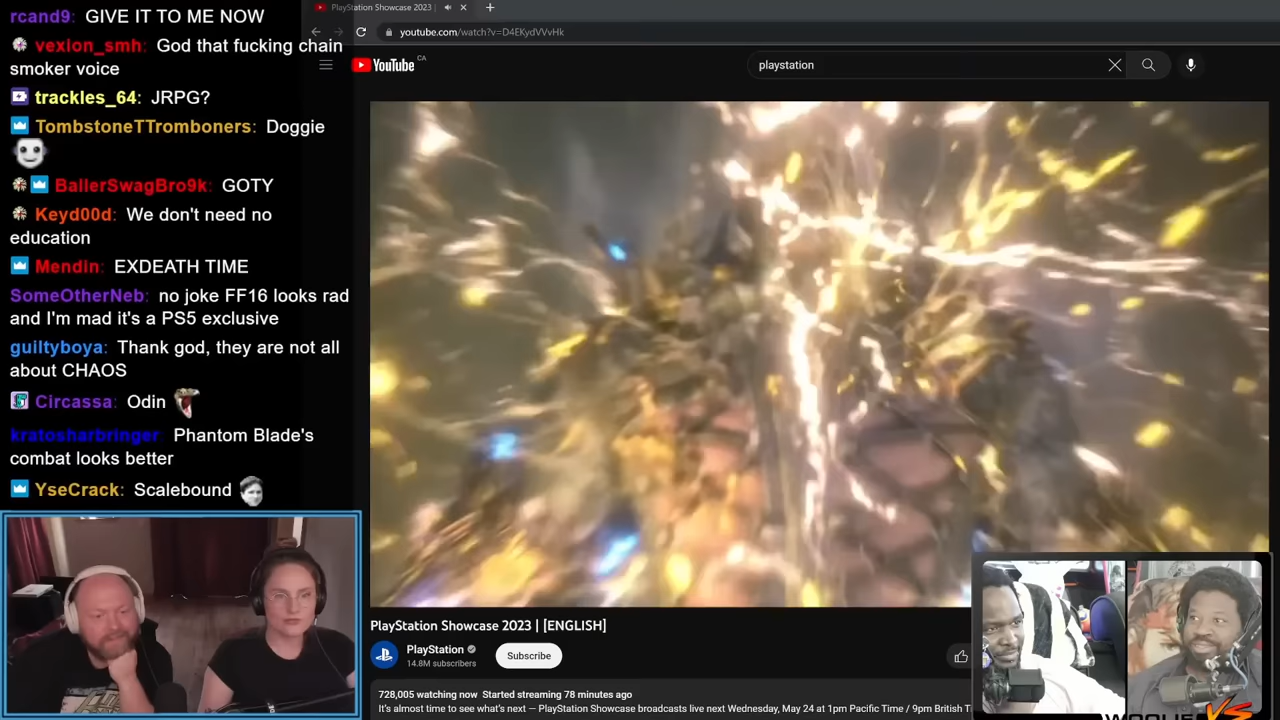 rcand9: GIVE IT TO ME NOW
vexion_smh: God that fucking chain
smoker voice
trackles_64: JRPG?
TombstoneTTromboners: Doggie
BallerSwagBro9k: GOTY
Keyd00d: We don't need no
education
Mendin: EXDEATH TIME
SomeOtherNeb: no joke FF16 looks rad
and I'm mad it's a PS5 exclusive
guiltyboya: Thank god, they are not all
about CHAOS
Circassa: Odin
kratosharbringer: Phantom Blade's
combat looks better
YseCrack: Scalebound
PlayStation Showcase 2023 |
youtube.com/watch?v=D4EKydVVvHk
YouTube CA
playstation
PlayStation Showcase 2023 | [ENGLISH]
PlayStation
14.8M subscribers
Subscribe
728,005 watching now Started streaming 78 minutes ago
It's almost time to see what's next — PlayStation Showcase broadcasts live next Wednesday, May 24 at 1pm Pacific Time / 9pm British T
VS